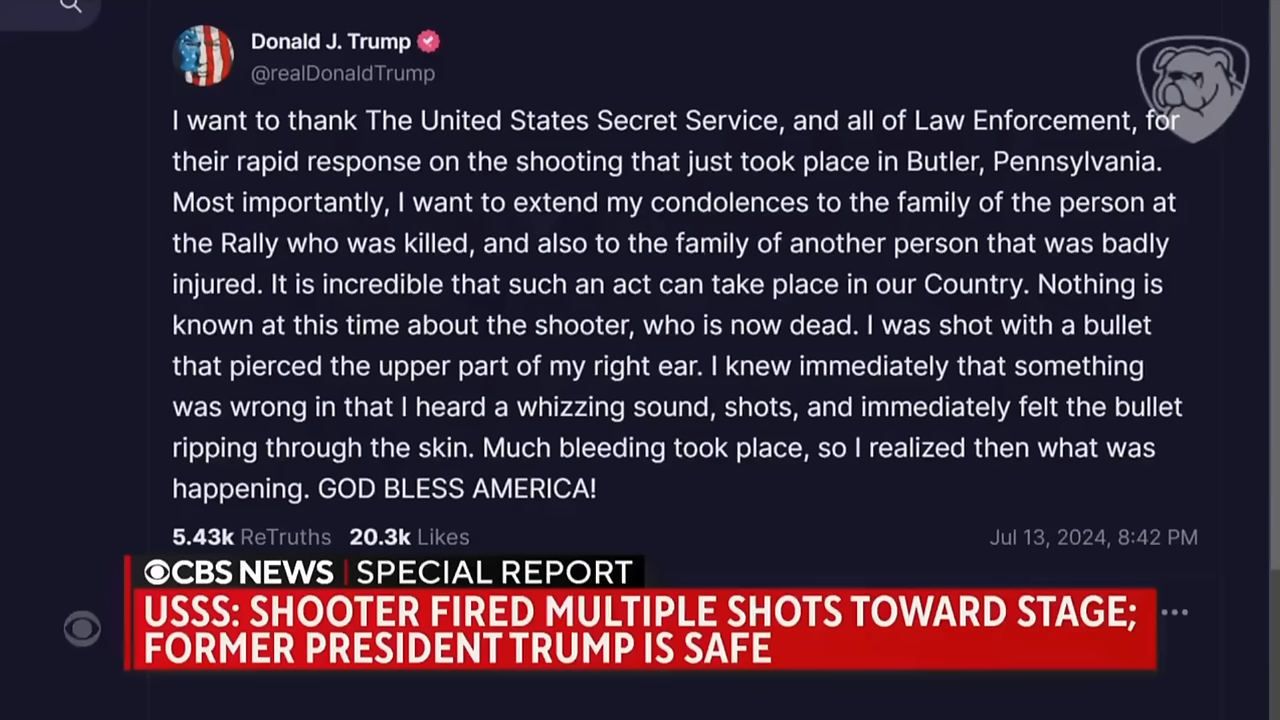 Donald J. Trump
@realDonaldTrump
I want to thank The United States Secret Service, and all of Law Enforcement, for
their rapid response on the shooting that just took place in Butler, Pennsylvania.
Most importantly, I want to extend my condolences to the family of the person at
the Rally who was killed, and also to the family of another person that was badly
injured. It is incredible that such an act can take place in our Country. Nothing is
known at this time about the shooter, who is now dead. I was shot with a bullet
that pierced the upper part of my right ear. I knew immediately that something
was wrong in that I heard a whizzing sound, shots, and immediately felt the bullet
ripping through the skin. Much bleeding took place, so I realized then what was
happening. GOD BLESS AMERICA!
5.43k ReTruths 20.3k Likes Jul 13, 2024, 8:42 PM
CBS NEWS | SPECIAL REPORT
USSS: SHOOTER FIRED MULTIPLE SHOTS TOWARD STAGE;
FORMER PRESIDENT TRUMP IS SAFE